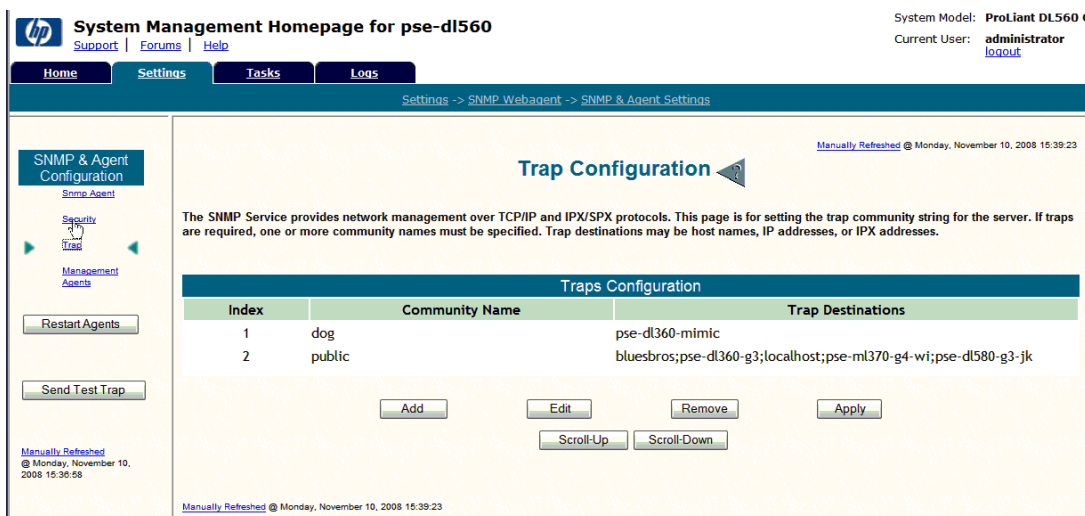 hp
System Management Homepage for pse-dl560
Support | Forums | Help
System Model: ProLiant DL560
Current User: administrator
logout
Home Settings Tasks Logs
Settings -> SNMP Webagent -> SNMP & Agent Settings
SNMP & Agent
Configuration
Snmp Agent
Security
Trap
Management
Agents
Restart Agents
Send Test Trap
Manually Refreshed
@ Monday, November 10,
2008 15:36:58
Manually Refreshed @ Monday, November 10, 2008 15:39:23
Trap Configuration ?
The SNMP Service provides network management over TCP/IP and IPX/SPX protocols. This page is for setting the trap community string for the server. If traps
are required, one or more community names must be specified. Trap destinations may be host names, IP addresses, or IPX addresses.
Traps Configuration
Index Community Name Trap Destinations
1 dog pse-dl360-mimic
2 public bluesbros;pse-dl360-g3;localhost;pse-ml370-g4-wi;pse-dl580-g3-jk
Add Edit Remove Apply
Scroll-Up Scroll-Down
Manually Refreshed @ Monday, November 10, 2008 15:39:23